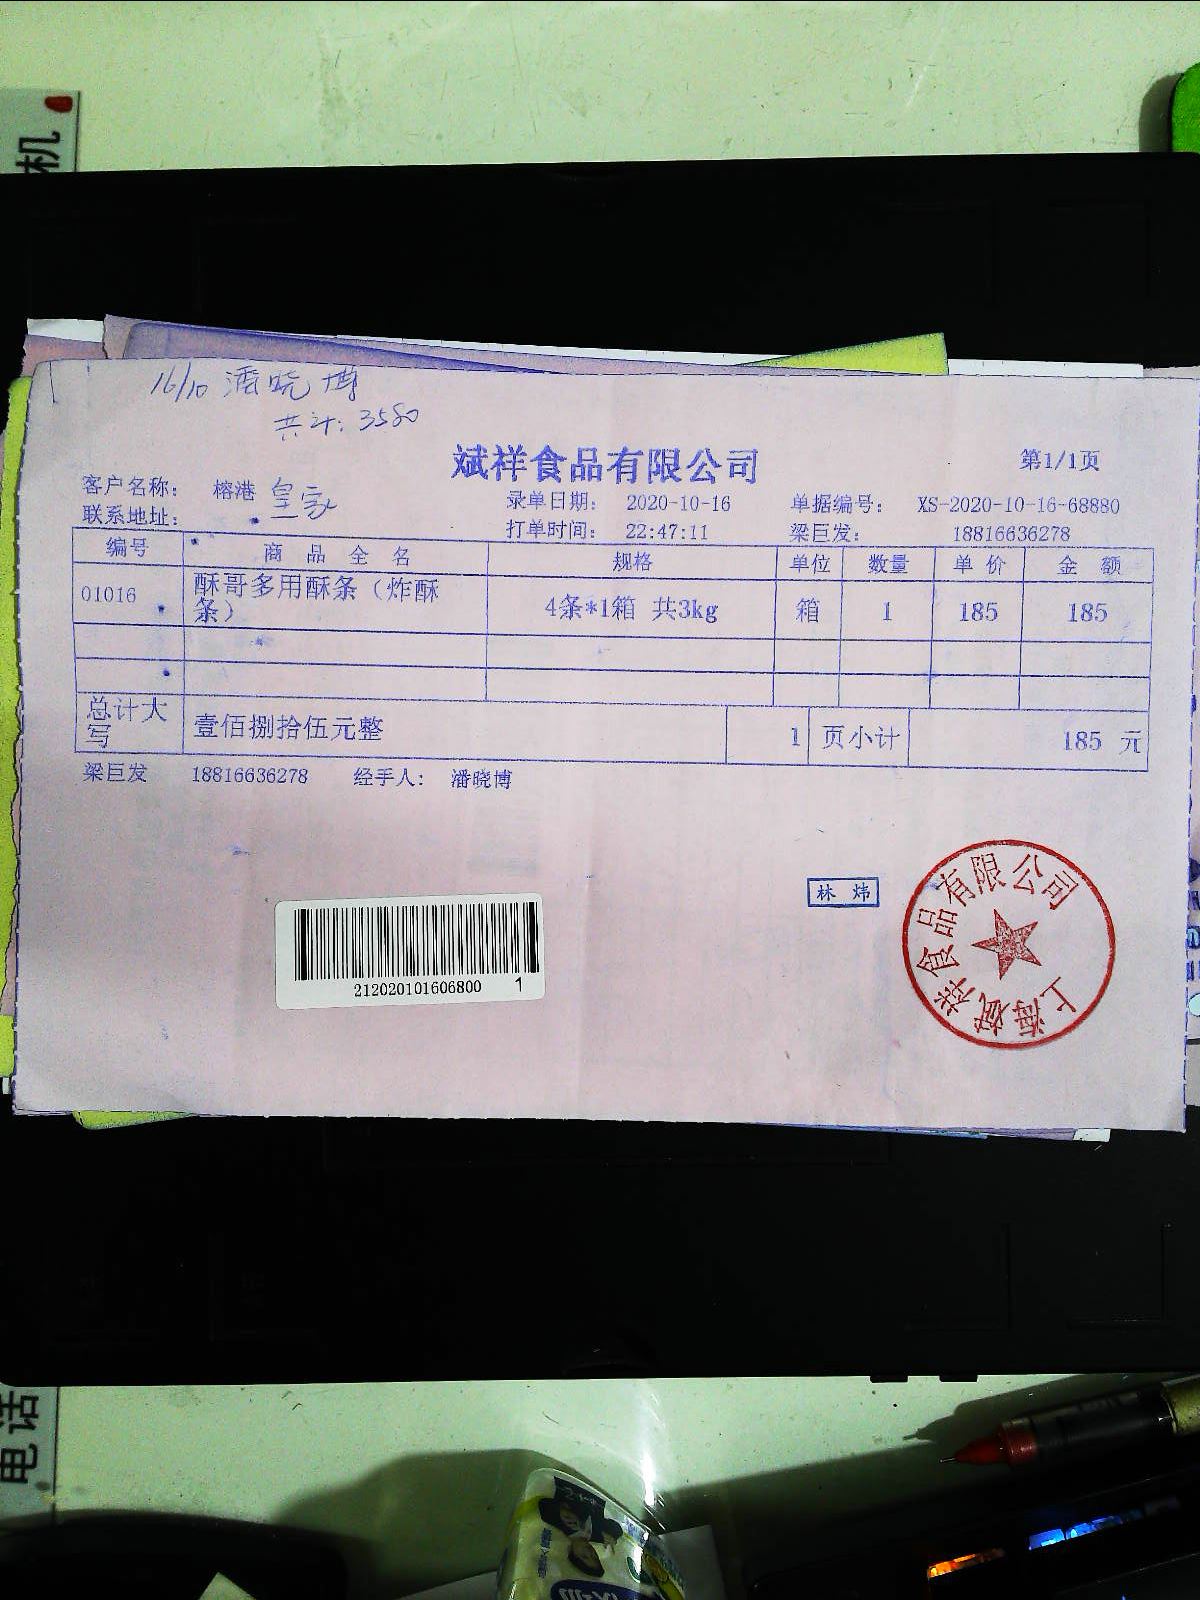 机
16/10 潘晓博
共计: 3580
斌祥食品有限公司
第1/1页
客户名称: 榕港 皇家
录单日期: 2020-10-16
单据编号: XS-2020-10-16-68880
联系地址:
打单时间: 22:47:11
梁巨发: 18816636278
编号 商品全名 规格 单位 数量 单价 金额
01016 酥哥多用酥条（炸酥条） 4条*1箱 共3kg 箱 1 185 185
总计大写 壹佰捌拾伍元整 1 页小计 185 元
梁巨发 18816636278 经手人: 潘晓博
林炜
上海斌祥食品有限公司
212020101606800 1
电话